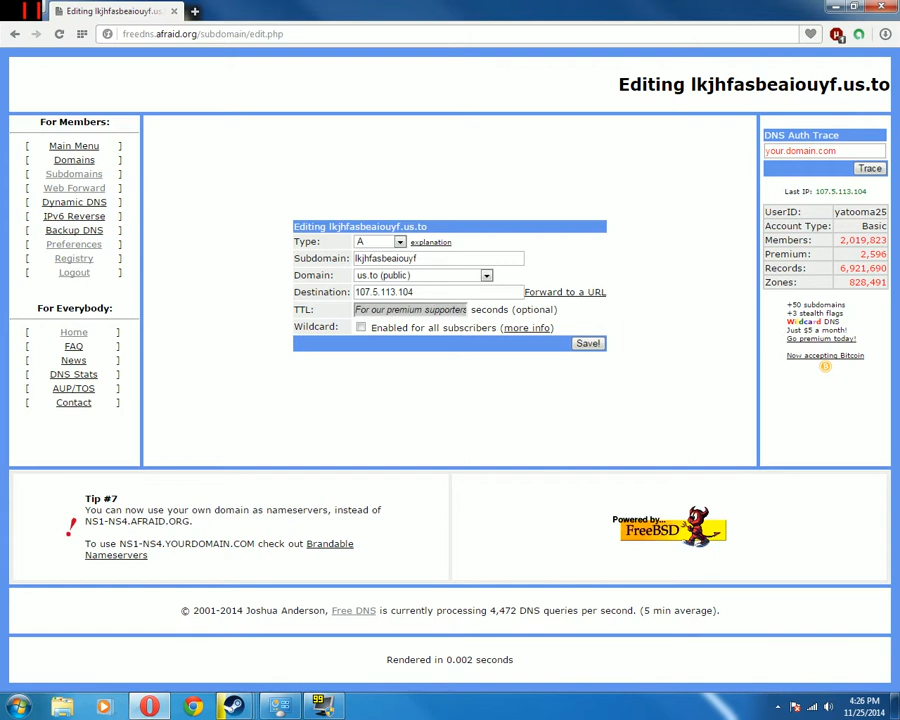 Editing lkjhfasbeaiouyf.us.to
freedns.afraid.org/subdomain/edit.php
Editing lkjhfasbeaiouyf.us.to
For Members:
[ Main Menu ]
[ Domains ]
[ Subdomains ]
[ Web Forward ]
[ Dynamic DNS ]
[ IPv6 Reverse ]
[ Backup DNS ]
[ Preferences ]
[ Registry ]
[ Logout ]
For Everybody:
[ Home ]
[ FAQ ]
[ News ]
[ DNS Stats ]
[ AUP/TOS ]
[ Contact ]
Editing lkjhfasbeaiouyf.us.to
Type: A explanation
Subdomain: lkjhfasbeaiouyf
Domain: us.to (public)
Destination: 107.5.113.104 Forward to a URL
TTL: For our premium supporters seconds (optional)
Wildcard: Enabled for all subscribers (more info)
Save!
DNS Auth Trace
your.domain.com
Trace
Last IP: 107.5.113.104
UserID: yatooma25
Account Type: Basic
Members: 2,019,823
Premium: 2,596
Records: 6,921,690
Zones: 828,491
+50 subdomains
+3 stealth flags
Wildcard DNS
Just $5 a month!
Go premium today!
Now accepting Bitcoin
Tip #7
You can now use your own domain as nameservers, instead of
NS1-NS4.AFRAID.ORG.
To use NS1-NS4.YOURDOMAIN.COM check out Brandable
Nameservers
Powered by...
FreeBSD
© 2001-2014 Joshua Anderson, Free DNS is currently processing 4,472 DNS queries per second. (5 min average).
Rendered in 0.002 seconds
99
4:26 PM
11/25/2014